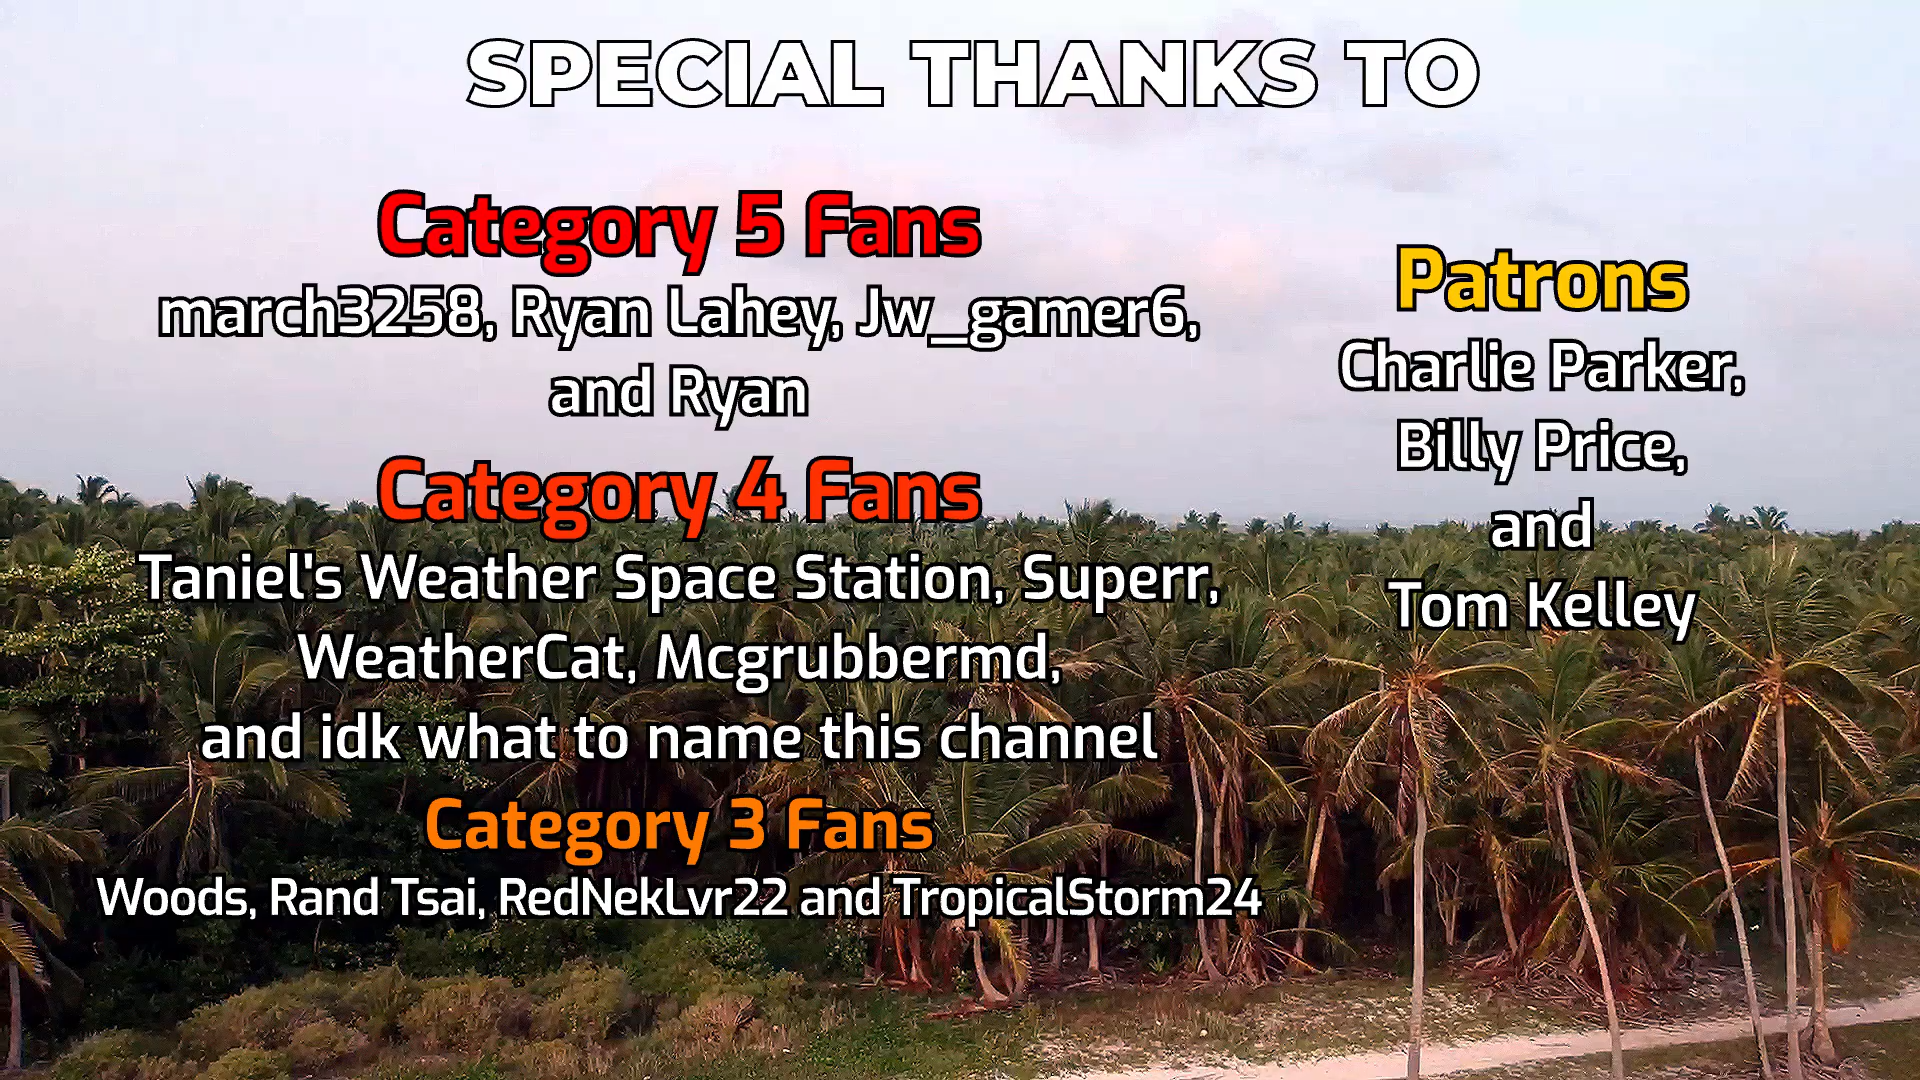 SPECIAL THANKS TO
Category 5 Fans
march3258, Ryan Lahey, Jw_gamer6,
and Ryan
Category 4 Fans
Taniel's Weather Space Station, Superr,
WeatherCat, Mcgrubbermd,
and idk what to name this channel
Category 3 Fans
Woods, Rand Tsai, RedNekLvr22 and TropicalStorm24
Patrons
Charlie Parker,
Billy Price,
and
Tom Kelley